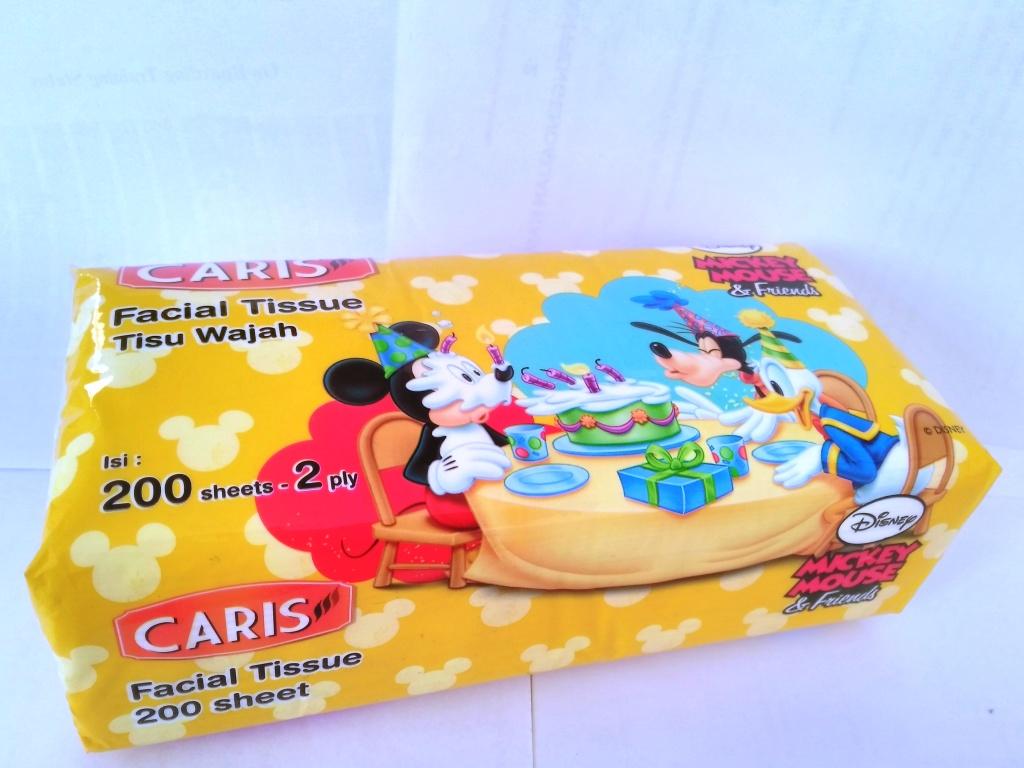 CARIS
Facial Tissue
Tisu Wajah
Isi :
200 sheets - 2 ply
MICKEY
MOUSE
& Friends
© DISNEY
Disney
MICKEY
MOUSE
& Friends
CARIS
Facial Tissue
200 sheet